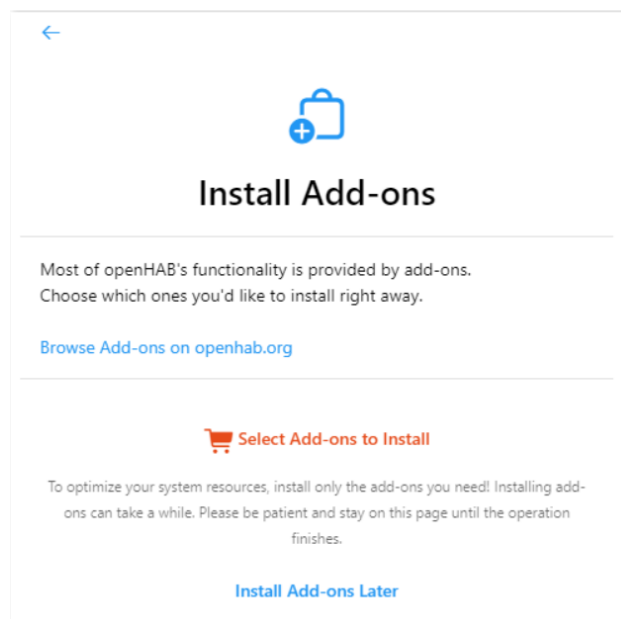 Install Add-ons
Most of openHAB's functionality is provided by add-ons.
Choose which ones you'd like to install right away.
Browse Add-ons on openhab.org
Select Add-ons to Install
To optimize your system resources, install only the add-ons you need! Installing add-
ons can take a while. Please be patient and stay on this page until the operation
finishes.
Install Add-ons Later